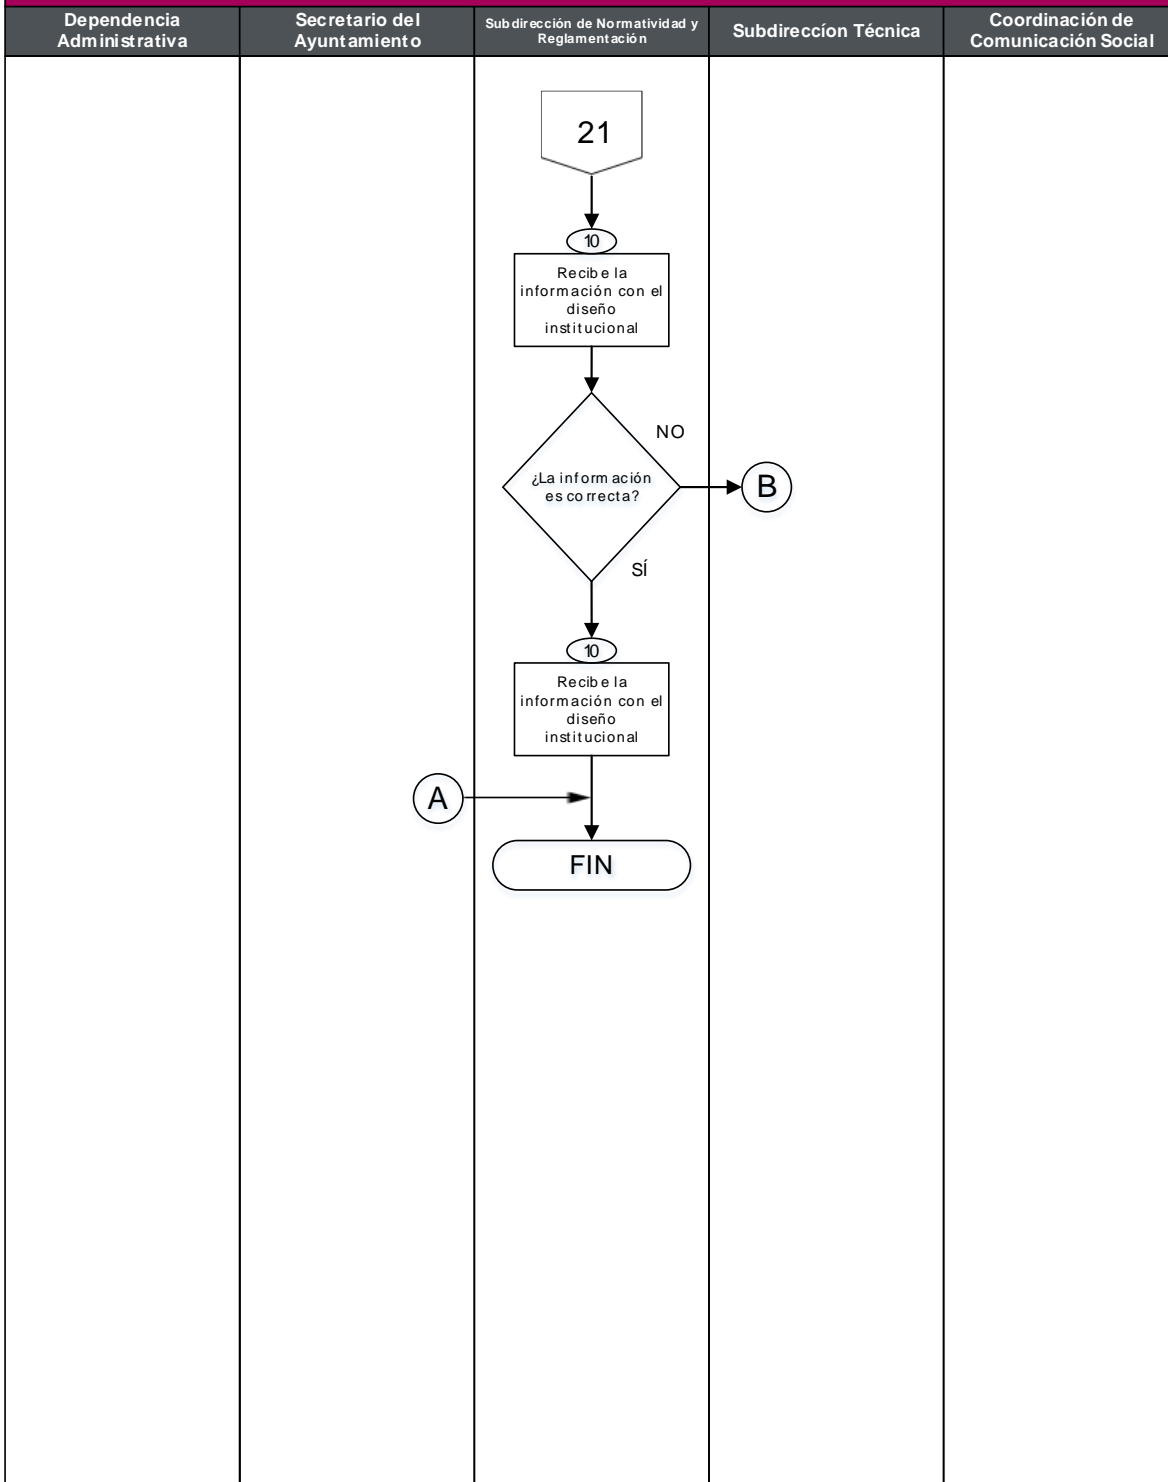 Dependencia
Administrativa
Secretario del
Ayuntamiento
Subdirección de Normatividad y
Reglamentación
Subdireccíon Técnica
Coordinación de
Comunicación Social
21
10
Recibe la
información con el
diseño
institucional
¿La información
es correcta?
NO
B
SÍ
10
Recibe la
información con el
diseño
institucional
A
FIN